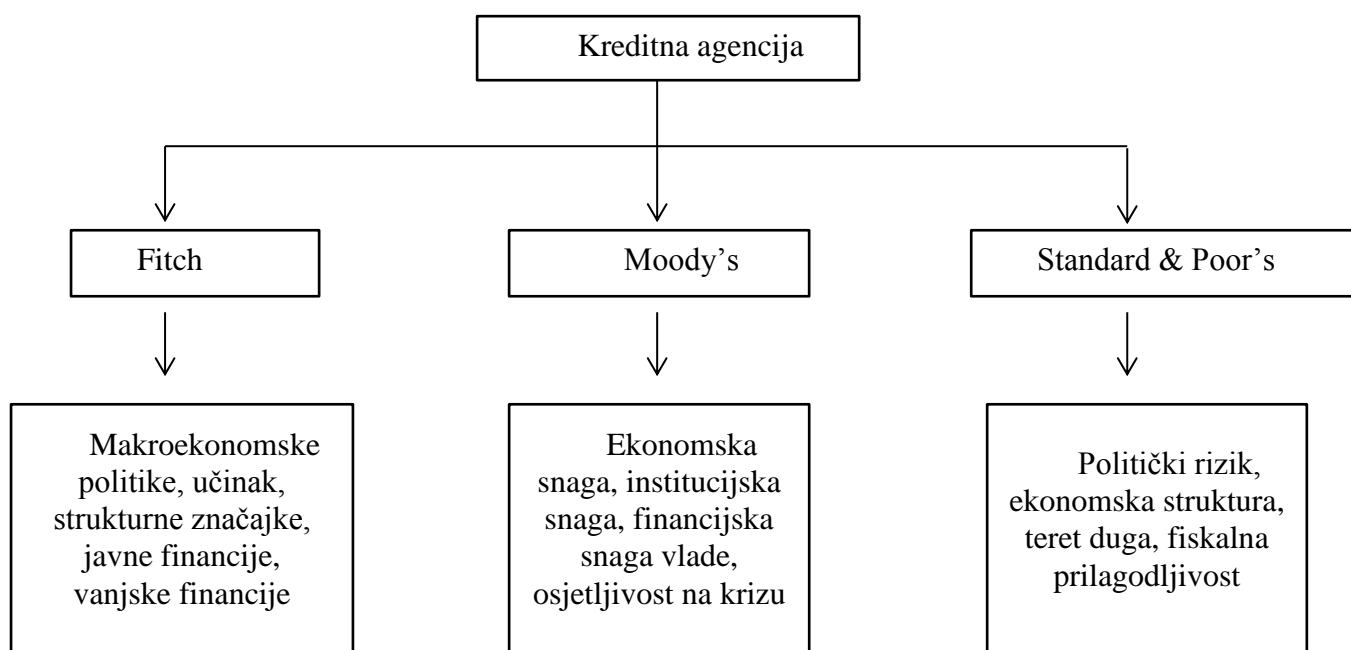 Kreditna agencija
Fitch
Moody’s
Standard & Poor’s
Makroekonomske
politike, učinak,
strukturne značajke,
javne financije,
vanjske financije
Ekonomska
snaga, institucijska
snaga, financijska
snaga vlade,
osjetljivost na krizu
Politički rizik,
ekonomska struktura,
teret duga, fiskalna
prilagodljivost